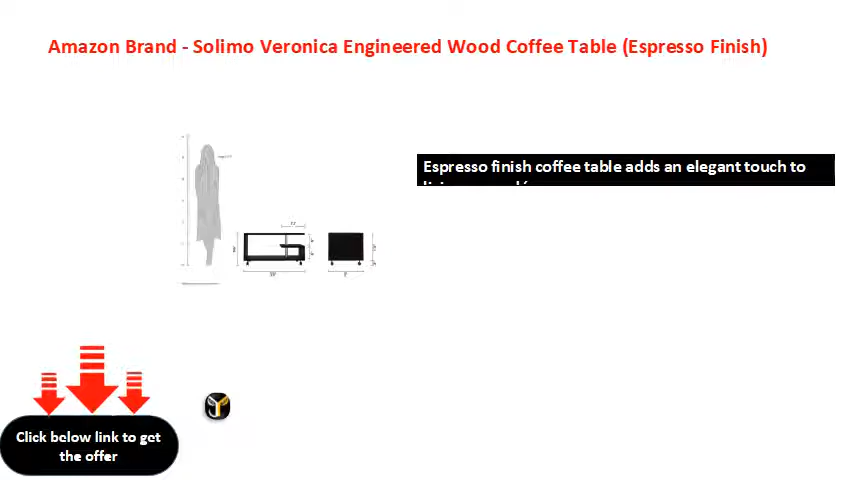 Amazon Brand - Solimo Veronica Engineered Wood Coffee Table (Espresso Finish)
Espresso finish coffee table adds an elegant touch to
Click below link to get
the offer